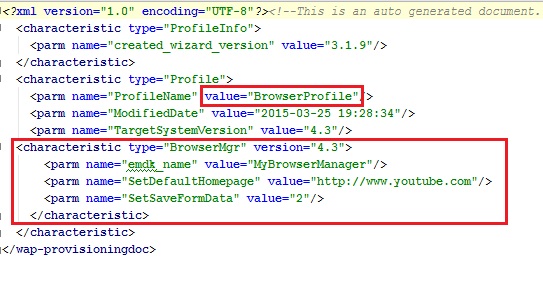 <?xml version="1.0" encoding="UTF-8"?><!--This is an auto generated document.
<characteristic type="ProfileInfo">
<parm name="created_wizard_version" value="3.1.9"/>
</characteristic>
<characteristic type="Profile">
<parm name="ProfileName" value="BrowserProfile"/>
<parm name="ModifiedDate" value="2015-03-25 19:28:34"/>
<parm name="TargetSystemVersion" value="4.3"/>
<characteristic type="BrowserMgr" version="4.3">
<parm name="emdk_name" value="MyBrowserManager"/>
<parm name="SetDefaultHomepage" value="http://www.youtube.com"/>
<parm name="SetSaveFormData" value="2"/>
</characteristic>
</characteristic>
</wap-provisioningdoc>